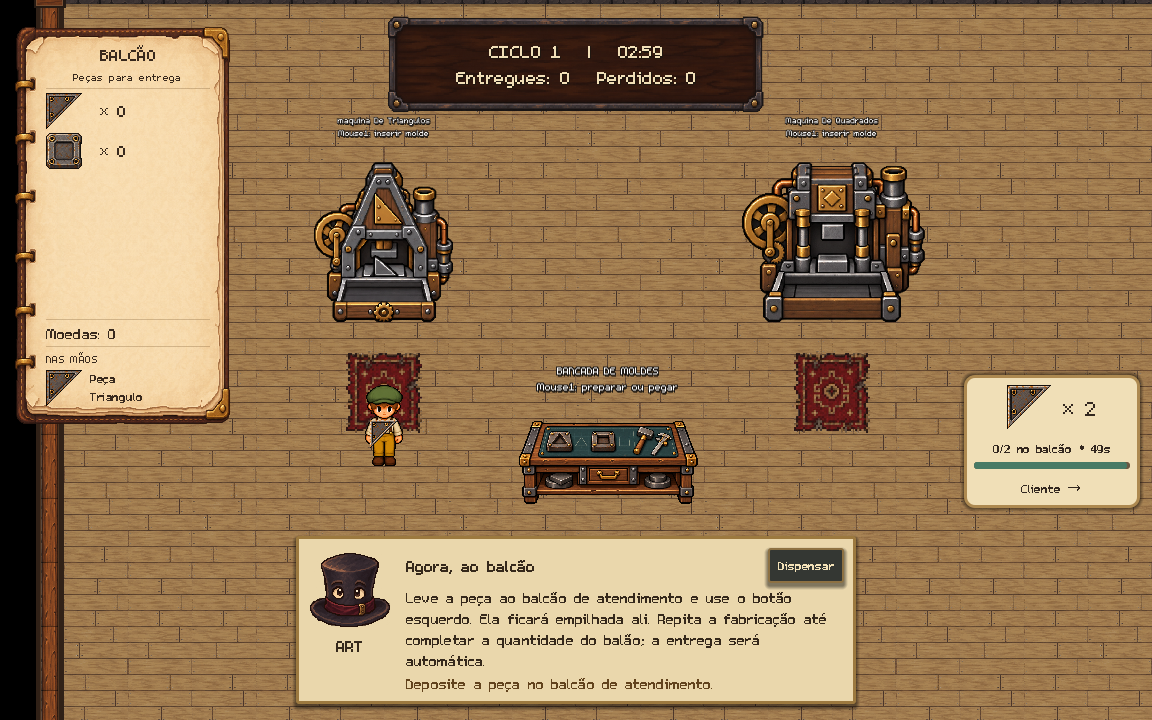 BALCÃO
Peças para entrega
x 0
x 0
Moedas: 0
NAS MÃOS
Peça
Triangulo
CICLO 1 | 02:59
Entregues: 0 Perdidos: 0
maquina De Triangulos
Mouse1: inserir molde
Maquina De Quadrados
Mouse1: inserir molde
BANCADA DE MOLDES
Mouse1: preparar ou pegar
x 2
0/2 no balcão * 49s
Cliente →
Agora, ao balcão
Dispensar
Leve a peça ao balcão de atendimento e use o botão
esquerdo. Ela ficará empilhada ali. Repita a fabricação até
completar a quantidade do balão; a entrega será
automática.
Deposite a peça no balcão de atendimento.
ART